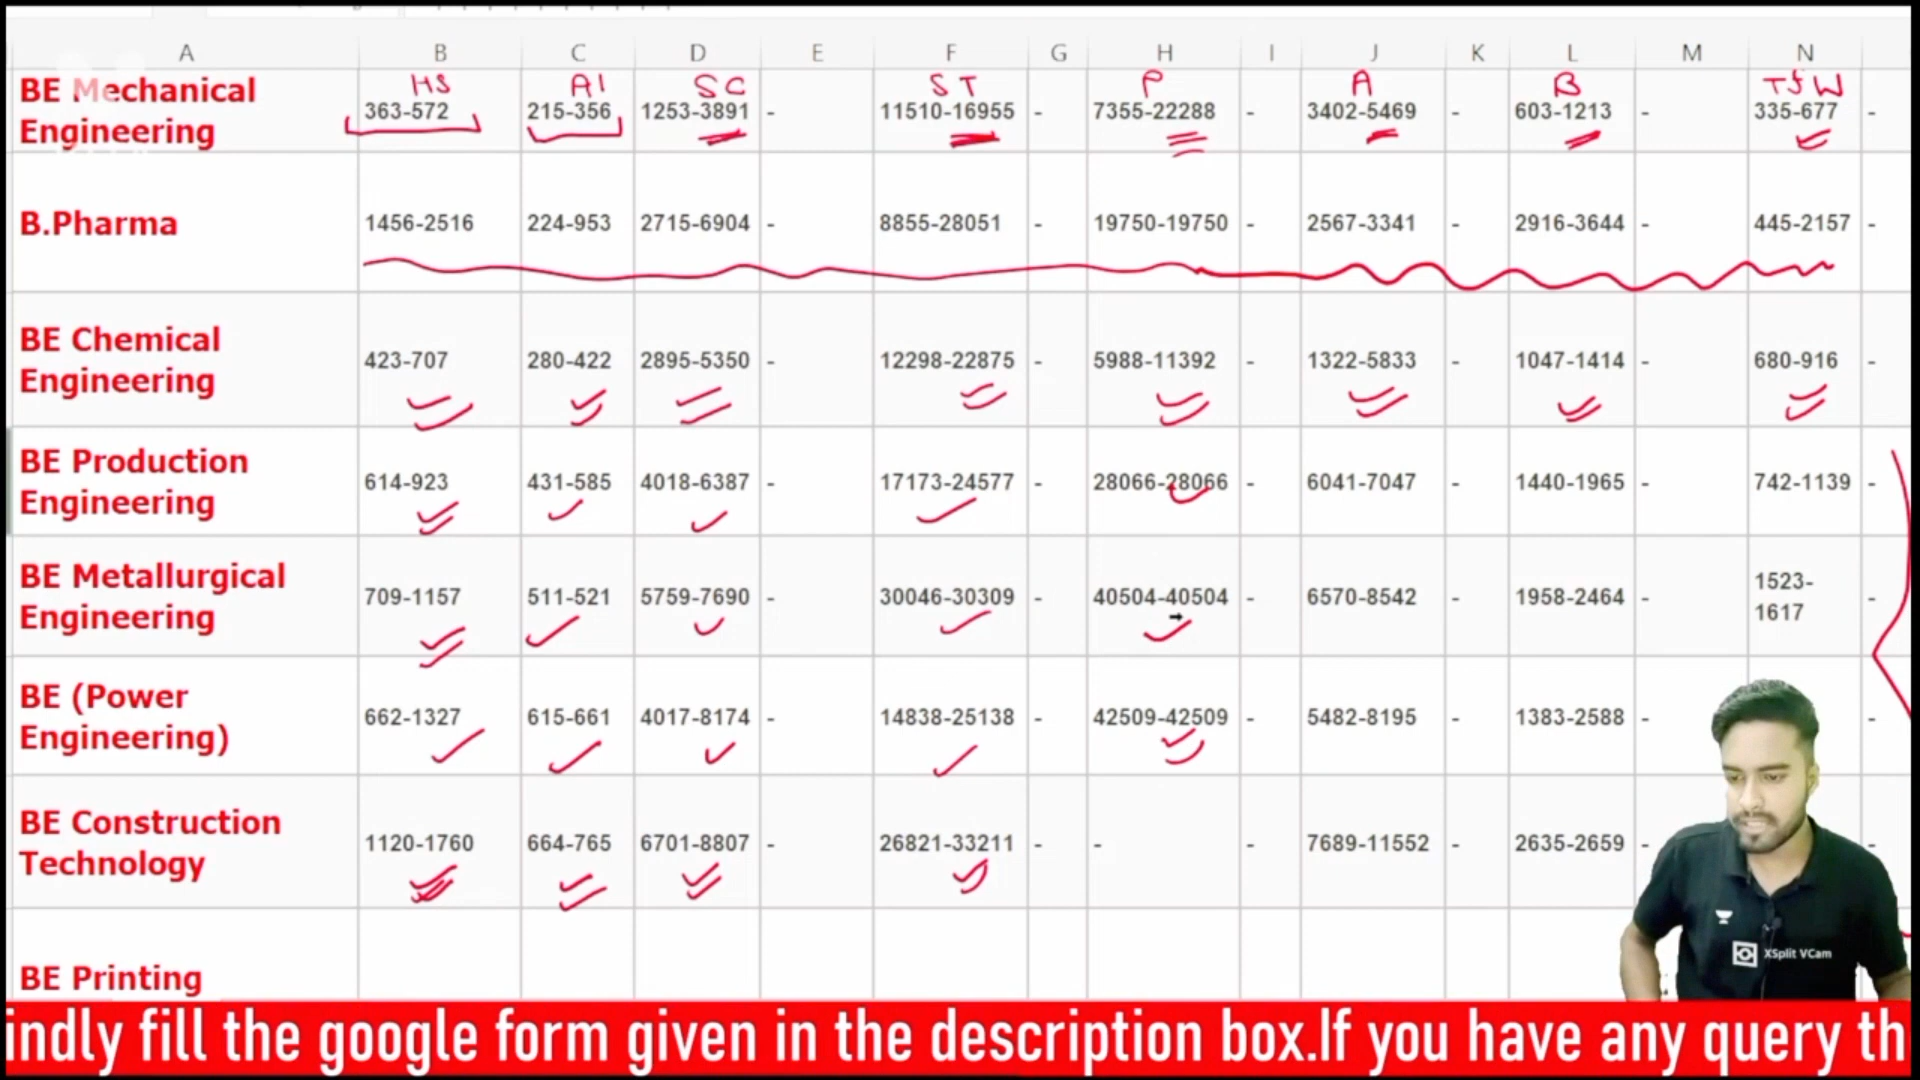 A B C D E F G H I J K L M N
HS AI SC ST P A B TFW
BE Mechanical
Engineering
363-572 215-356 1253-3891 - 11510-16955 - 7355-22288 - 3402-5469 - 603-1213 - 335-677 -
B.Pharma 1456-2516 224-953 2715-6904 - 8855-28051 - 19750-19750 - 2567-3341 - 2916-3644 - 445-2157 -
BE Chemical
Engineering
423-707 280-422 2895-5350 - 12298-22875 - 5988-11392 - 1322-5833 - 1047-1414 - 680-916 -
BE Production
Engineering
614-923 431-585 4018-6387 - 17173-24577 - 28066-28066 - 6041-7047 - 1440-1965 - 742-1139 -
BE Metallurgical
Engineering
709-1157 511-521 5759-7690 - 30046-30309 - 40504-40504 - 6570-8542 - 1958-2464 - 1523- -
1617
BE (Power
Engineering)
662-1327 615-661 4017-8174 - 14838-25138 - 42509-42509 - 5482-8195 - 1383-2588 -
BE Construction
Technology
1120-1760 664-765 6701-8807 - 26821-33211 - - - 7689-11552 - 2635-2659 -
BE Printing
XSplit VCam
indly fill the google form given in the description box.If you have any query th